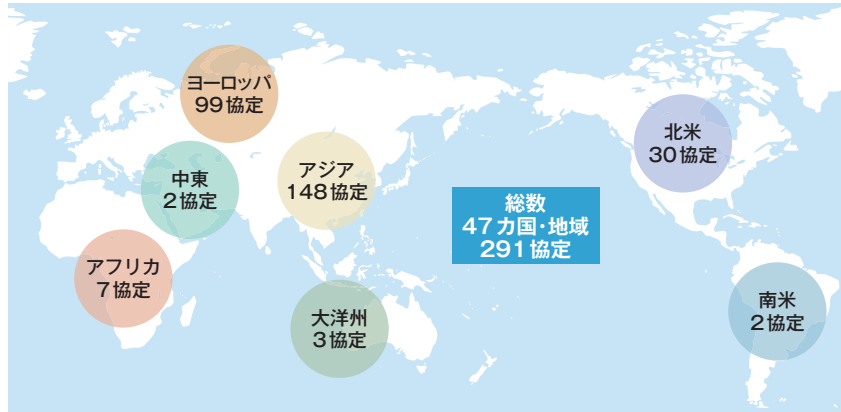 ヨーロッパ
99協定
中東
2協定
アジア
148協定
アフリカ
7協定
大洋州
3協定
総数
47カ国・地域
291協定
北米
30協定
南米
2協定